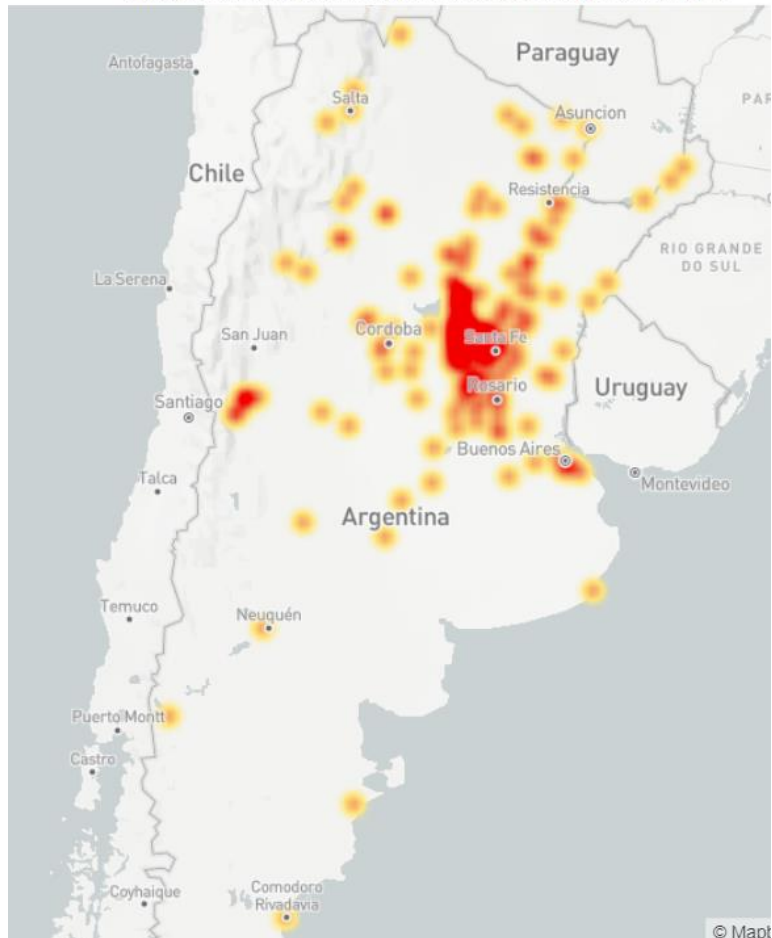 Antofagasta
Paraguay
PAR
Salta
Asuncion
Chile
Resistencia
RIO GRANDE
DO SUL
La Serena
San Juan
Cordoba
Santa Fe
Uruguay
Santiago
Rosario
Buenos Aires
Montevideo
Talca
Argentina
Temuco
Neuquén
Puerto Montt
Castro
Coyhaique
Comodoro
Rivadavia
© Mapb